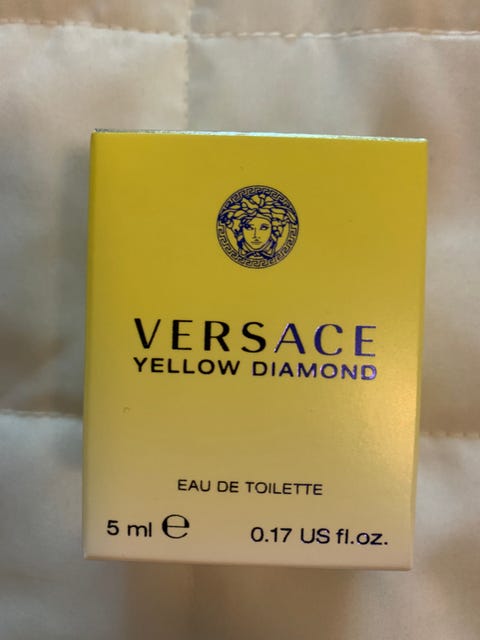 VERSACE
YELLOW DIAMOND
EAU DE TOILETTE
5 ml ℮ 0.17 US fl.oz.